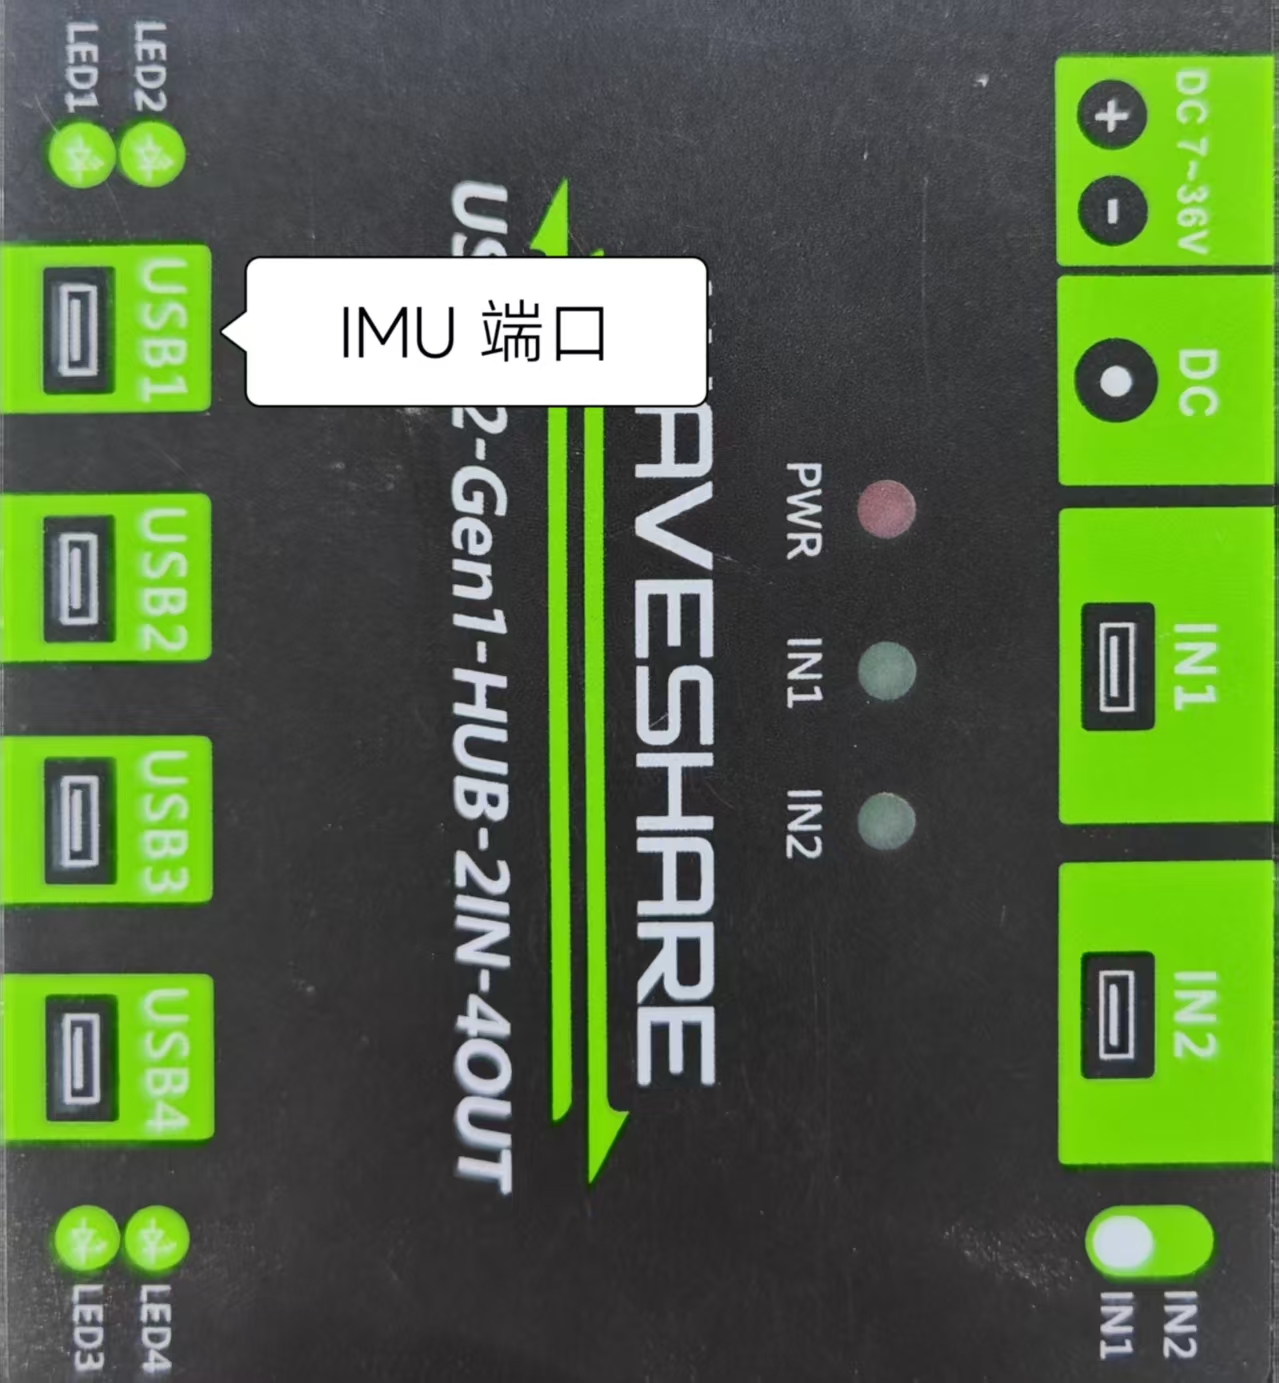 LED1
LED2
USB1
USB2
USB3
USB4
LED3
LED4
IMU 端口
2-Gen1-HUB-2IN-4OUT
AVESHARE
PWR
IN1
IN2
DC 7~36V
+
-
DC
IN1
IN2
IN1
IN2